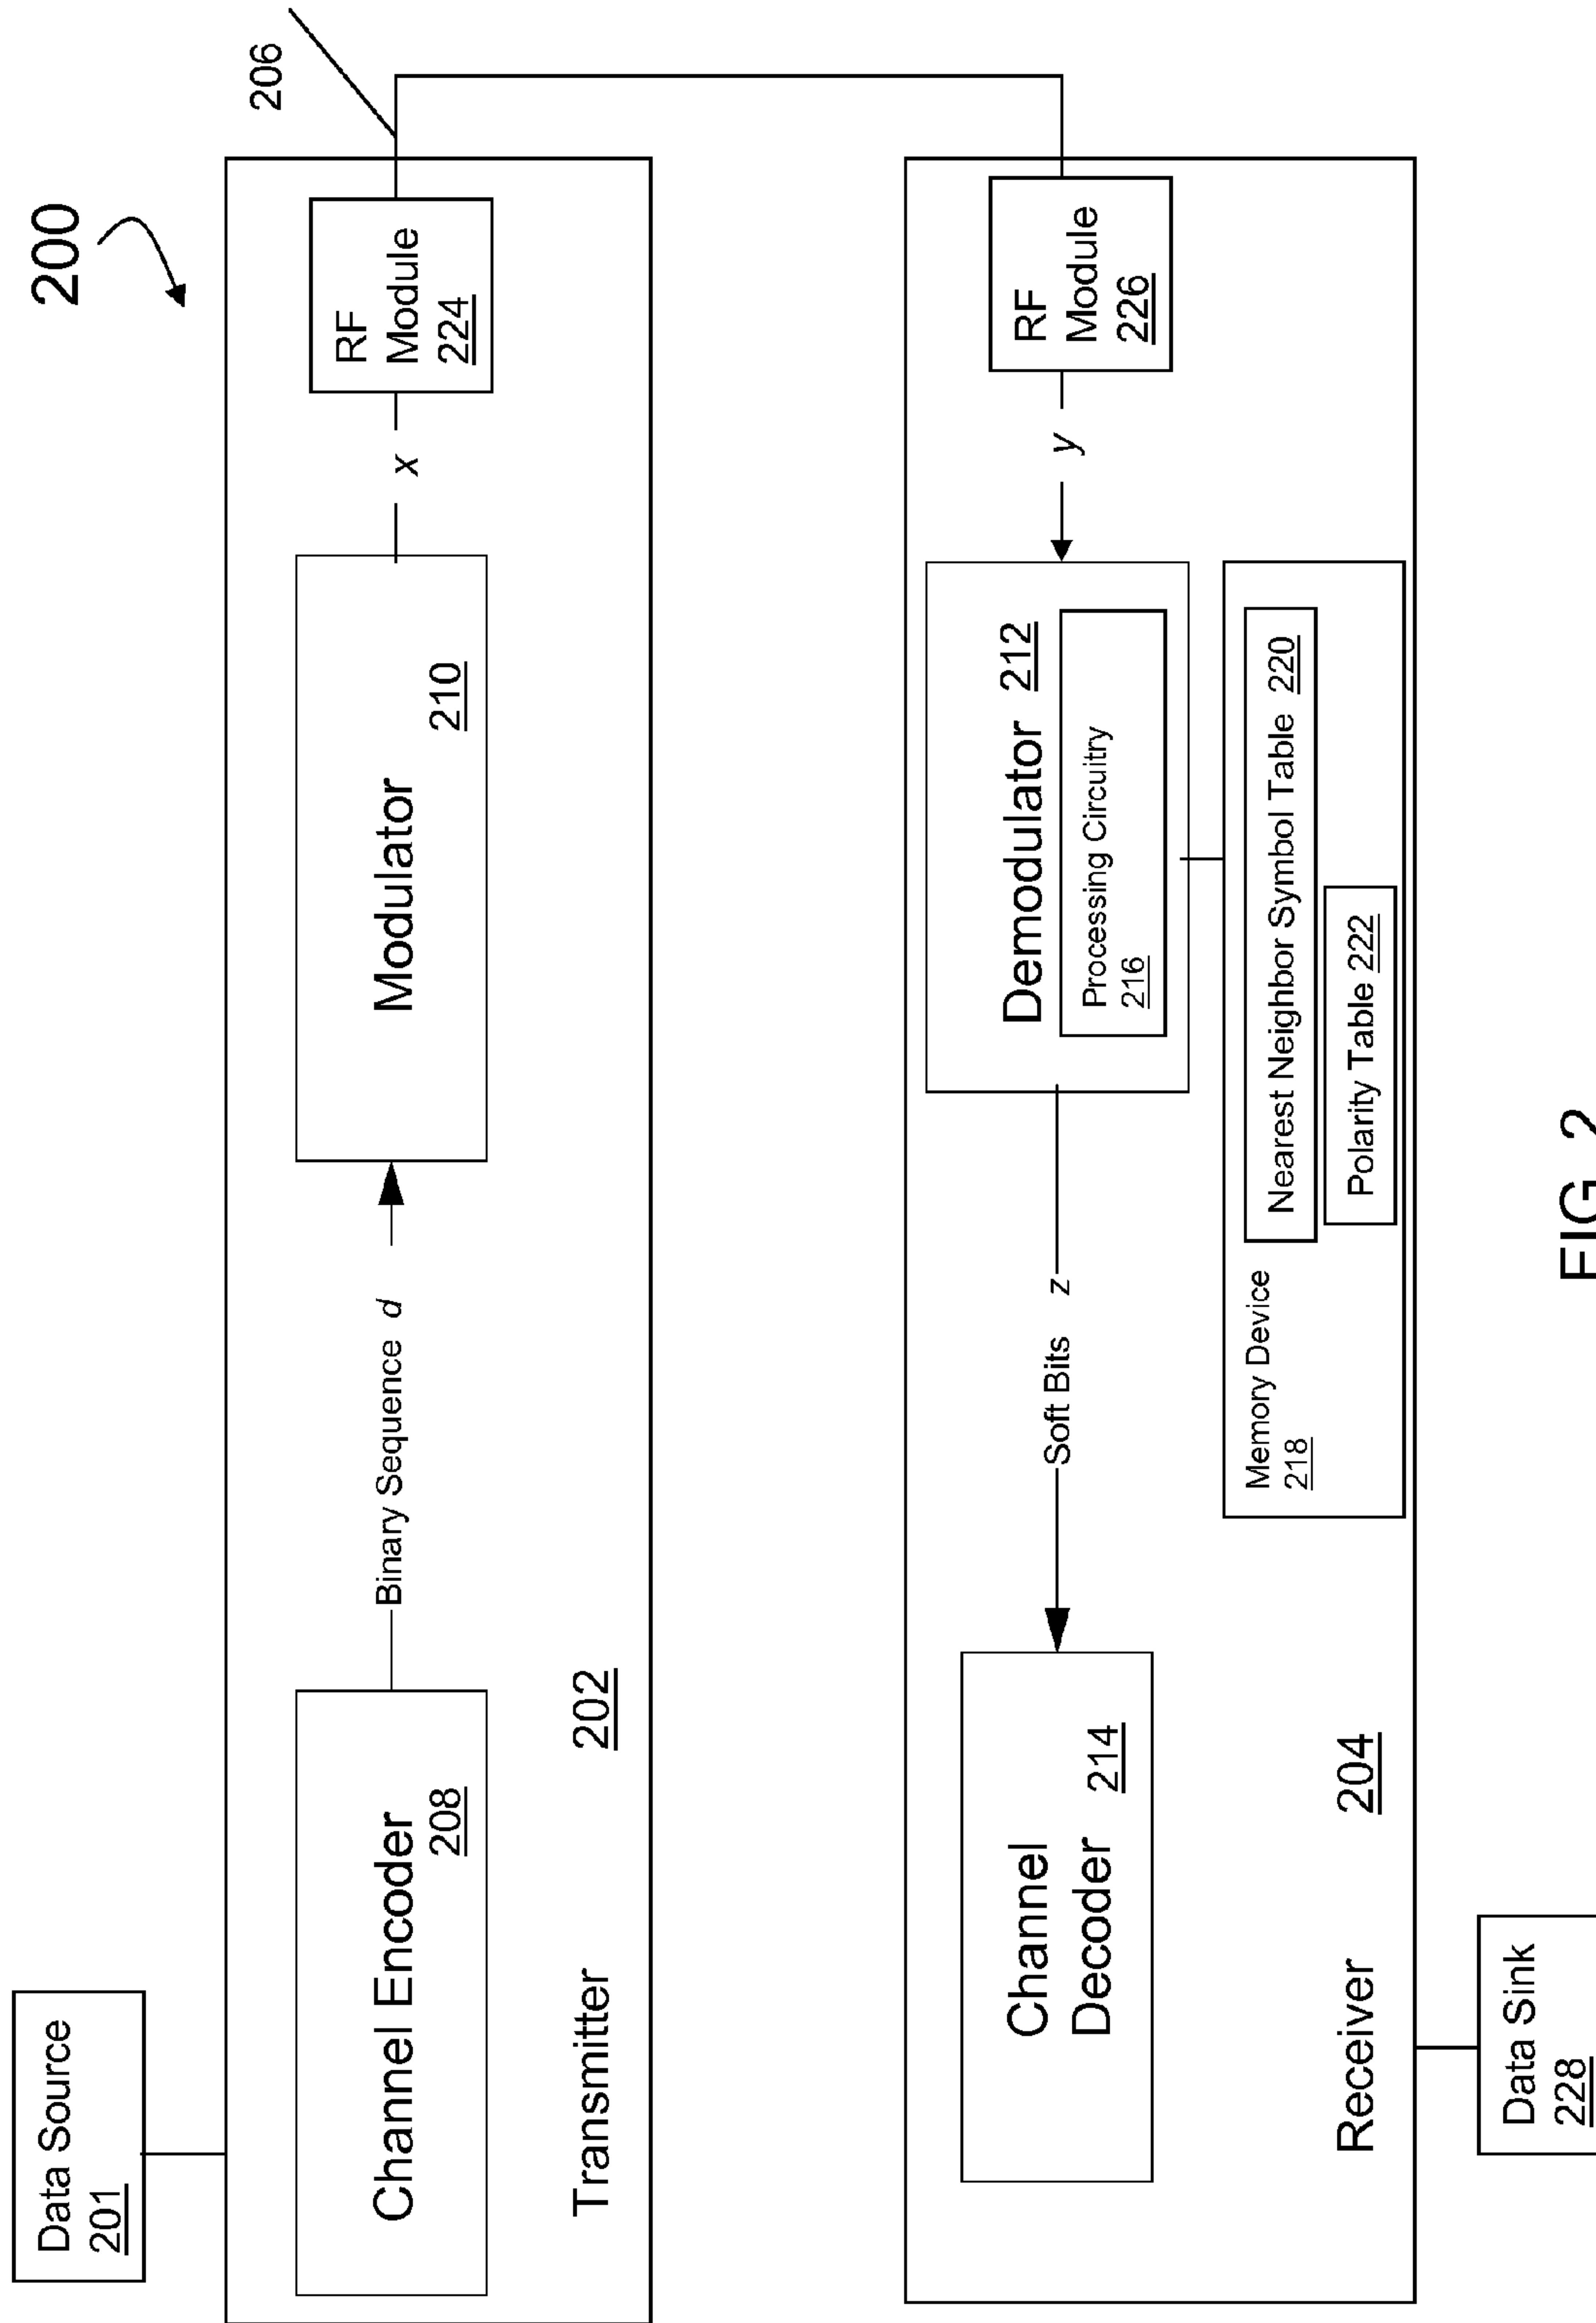 200
Data Source
201
Channel Encoder
208
Binary Sequence d
Modulator
210
x
RF
Module
224
206
Transmitter
202
Channel
Decoder
214
Soft Bits z
Demodulator 212
Processing Circuitry
216
y
RF
Module
226
Memory Device
218
Nearest Neighbor Symbol Table 220
Polarity Table 222
Receiver
204
Data Sink
228
FIG. 2